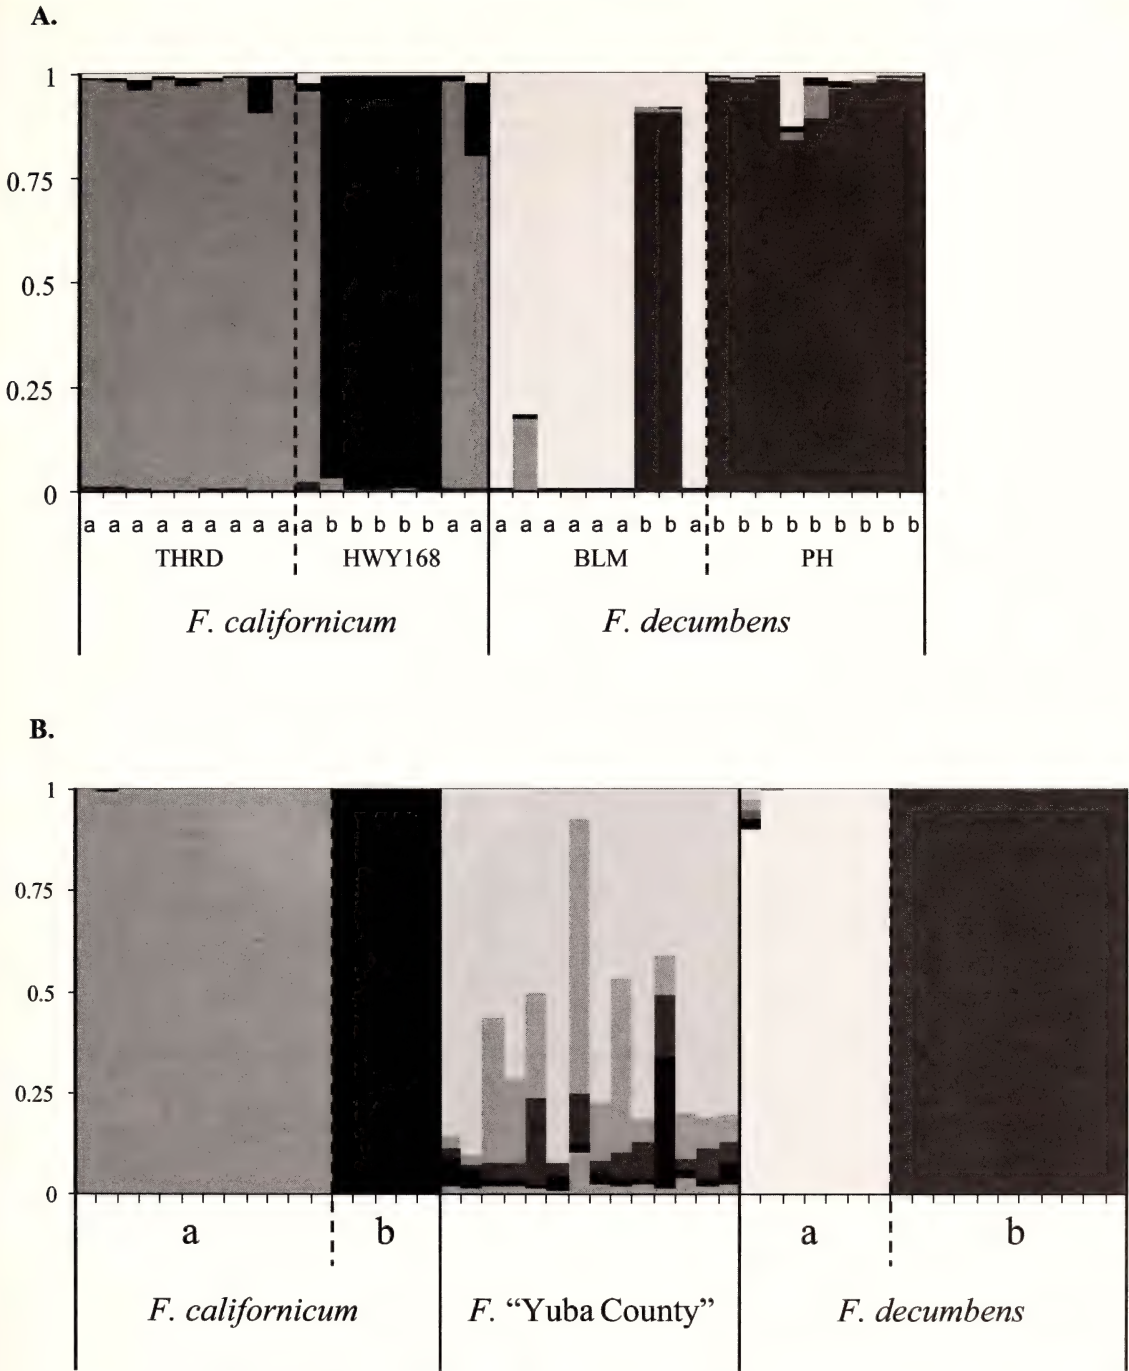 A.
1
0.75
0.5
0.25
0
a a a a a a a a a a b b b b b a a a a a a a a b b a b b b b b b b b b
THRD HWY168 BLM PH
F. californicum F. decumbens
B.
1
0.75
0.5
0.25
0
a b a b
F. californicum F. “Yuba County” F. decumbens